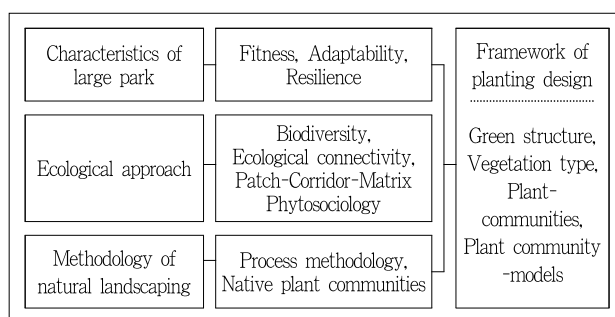 Characteristics of
large park
Fitness, Adaptability,
Resilience
Ecological approach
Biodiversity,
Ecological connectivity,
Patch-Corridor-Matrix
Phytosociology
Methodology of
natural landscaping
Process methodology,
Native plant communities
Framework of
planting design
Green structure,
Vegetation type,
Plant-
communities,
Plant community
-models